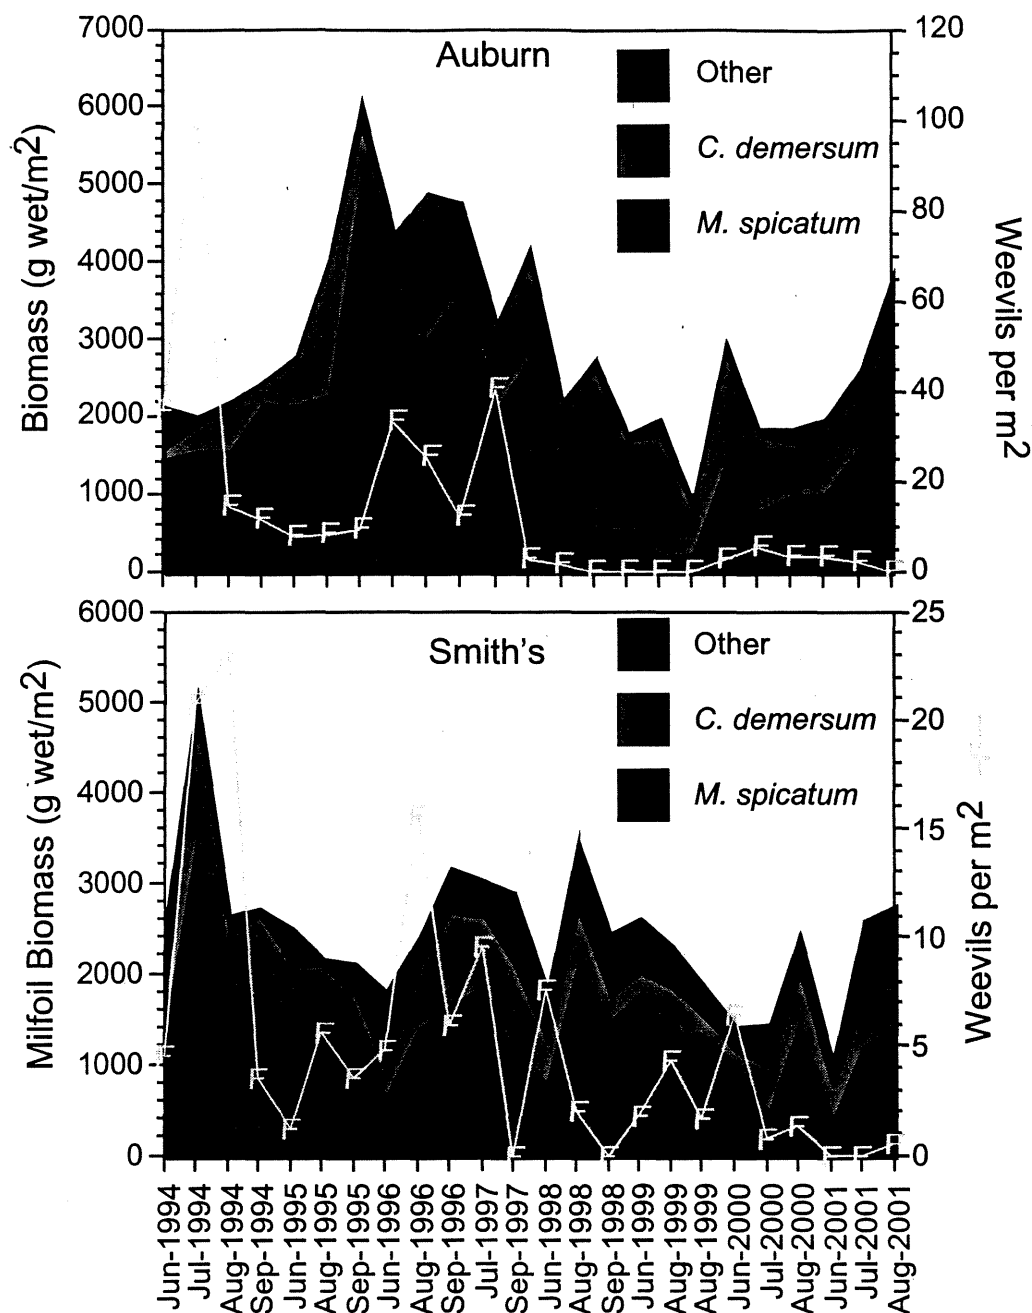 Auburn
Other
C. demersum
M. spicatum
Biomass (g wet/m2)
7000
6000
5000
4000
3000
2000
1000
0
Weevils per m2
120
100
80
60
40
20
0
Smith's
Other
C. demersum
M. spicatum
Milfoil Biomass (g wet/m2)
6000
5000
4000
3000
2000
1000
0
Weevils per m2
25
20
15
10
5
0
Jun-1994
Jul-1994
Aug-1994
Sep-1994
Jun-1995
Aug-1995
Sep-1995
Jun-1996
Aug-1996
Sep-1996
Jul-1997
Sep-1997
Jun-1998
Aug-1998
Sep-1998
Jun-1999
Aug-1999
Aug-1999
Jun-2000
Jul-2000
Aug-2000
Jun-2001
Jul-2001
Aug-2001